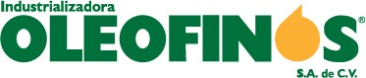 Industrializadora
OLEOFINOS®
S.A. de C.V.